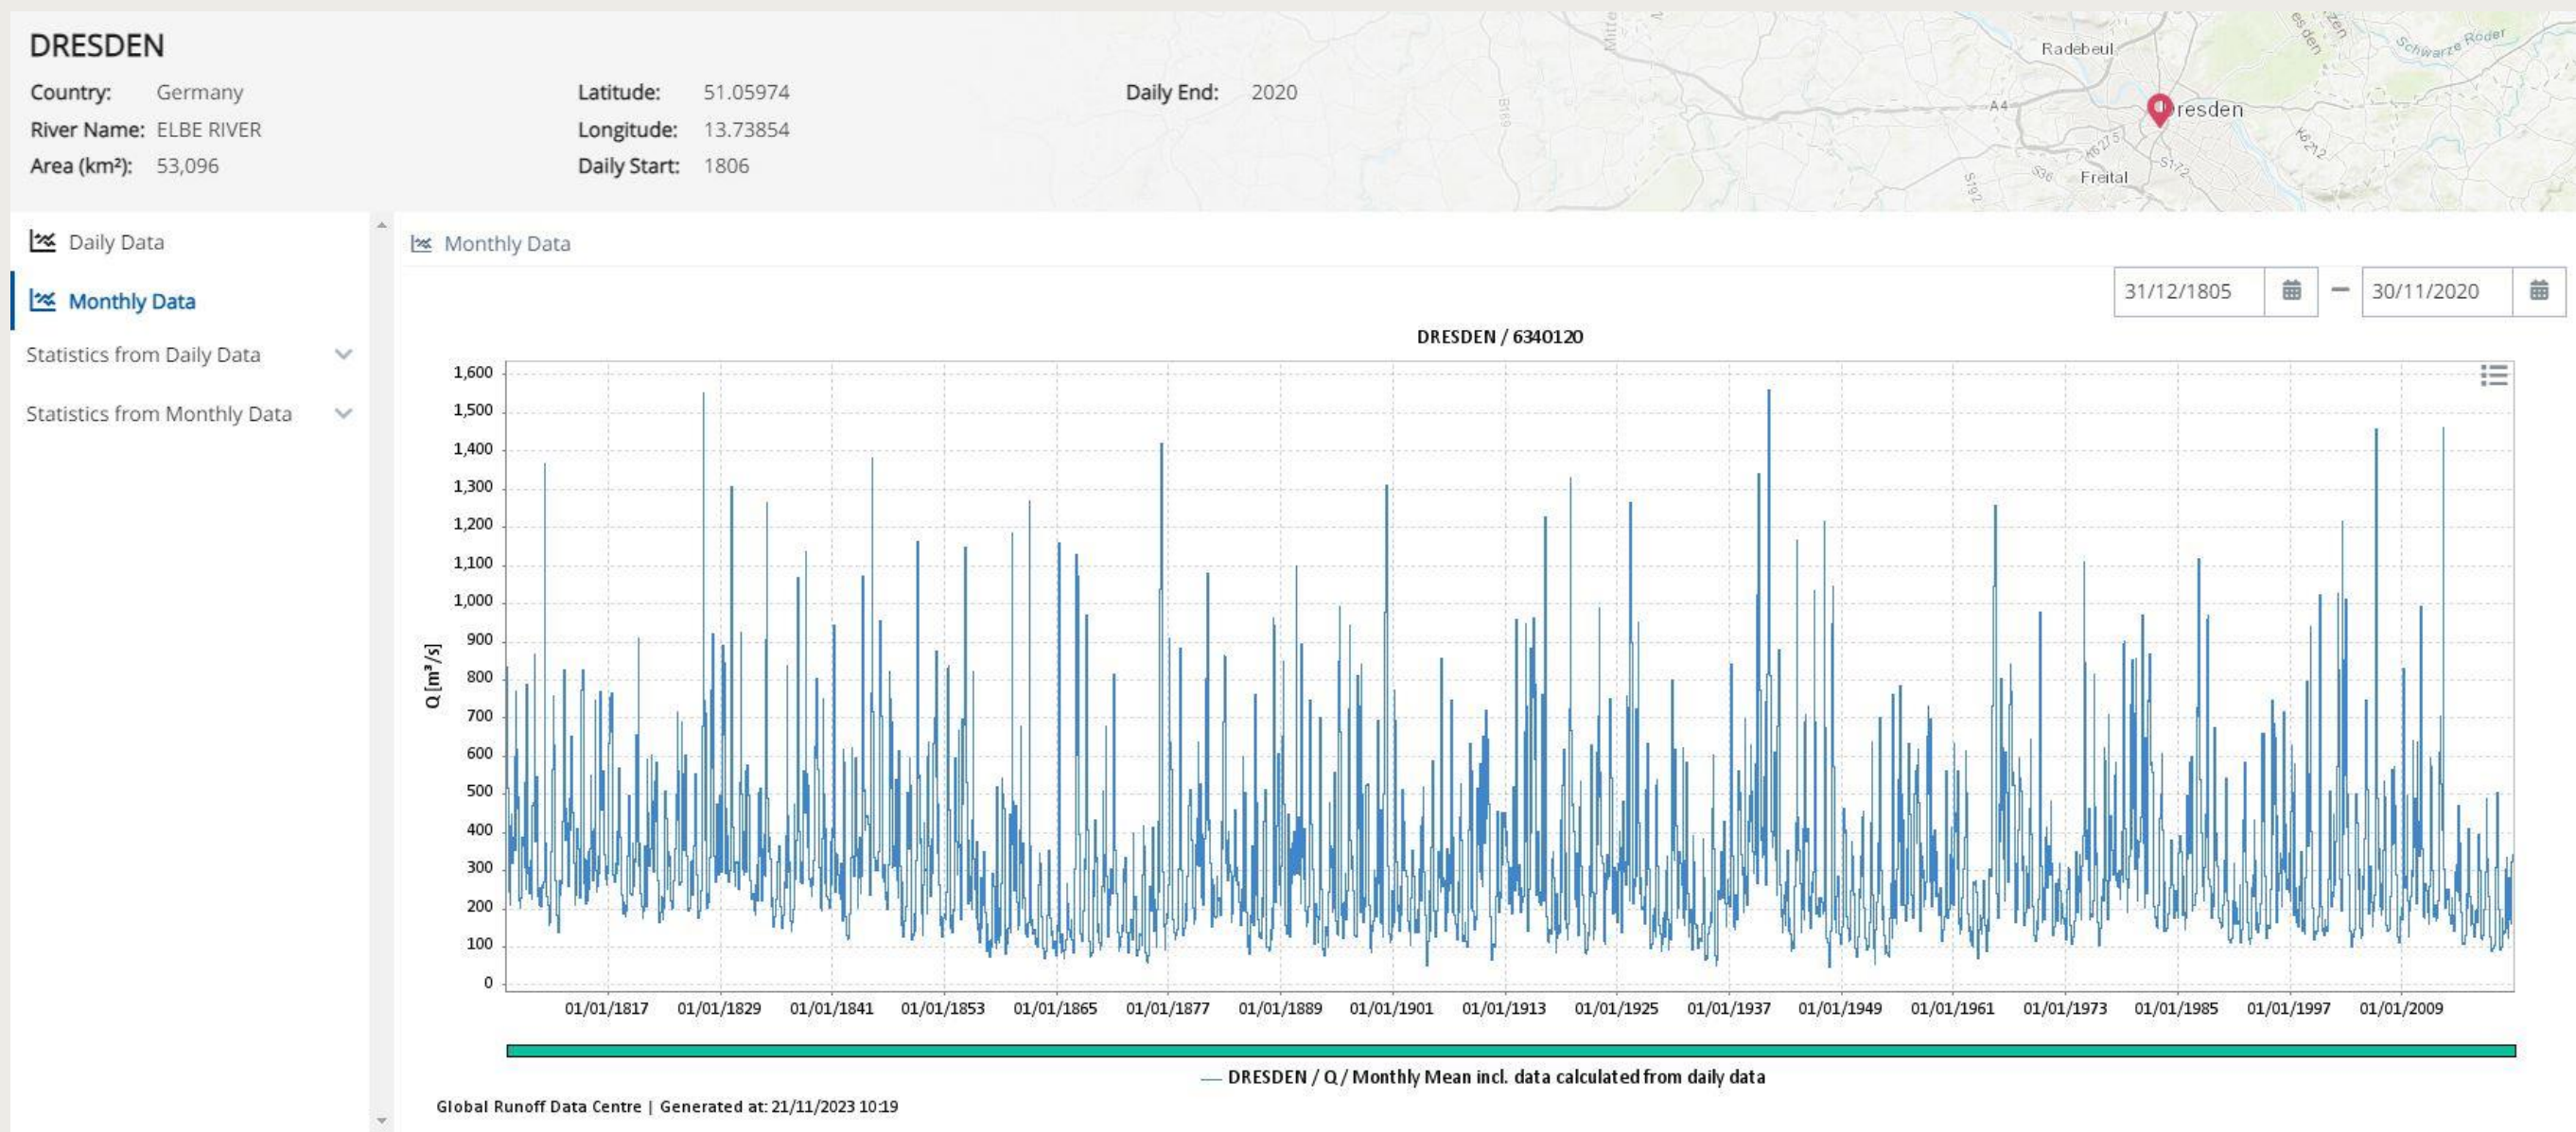 DRESDEN
Country: Germany
River Name: ELBE RIVER
Area (km²): 53,096
Latitude: 51.05974
Longitude: 13.73854
Daily Start: 1806
Daily End: 2020
Radebeul
Schwarze Röder
A4
Dresden
K6275
S172
K6212
S36
Freital
S192
B169
Daily Data
Monthly Data
Statistics from Daily Data
Statistics from Monthly Data
Monthly Data
31/12/1805 – 30/11/2020
DRESDEN / 6340120
1,600
1,500
1,400
1,300
1,200
1,100
1,000
900
800
700
600
500
400
300
200
100
0
Q [m³/s]
01/01/1817 01/01/1829 01/01/1841 01/01/1853 01/01/1865 01/01/1877 01/01/1889 01/01/1901 01/01/1913 01/01/1925 01/01/1937 01/01/1949 01/01/1961 01/01/1973 01/01/1985 01/01/1997 01/01/2009
DRESDEN / Q / Monthly Mean incl. data calculated from daily data
Global Runoff Data Centre | Generated at: 21/11/2023 10:19